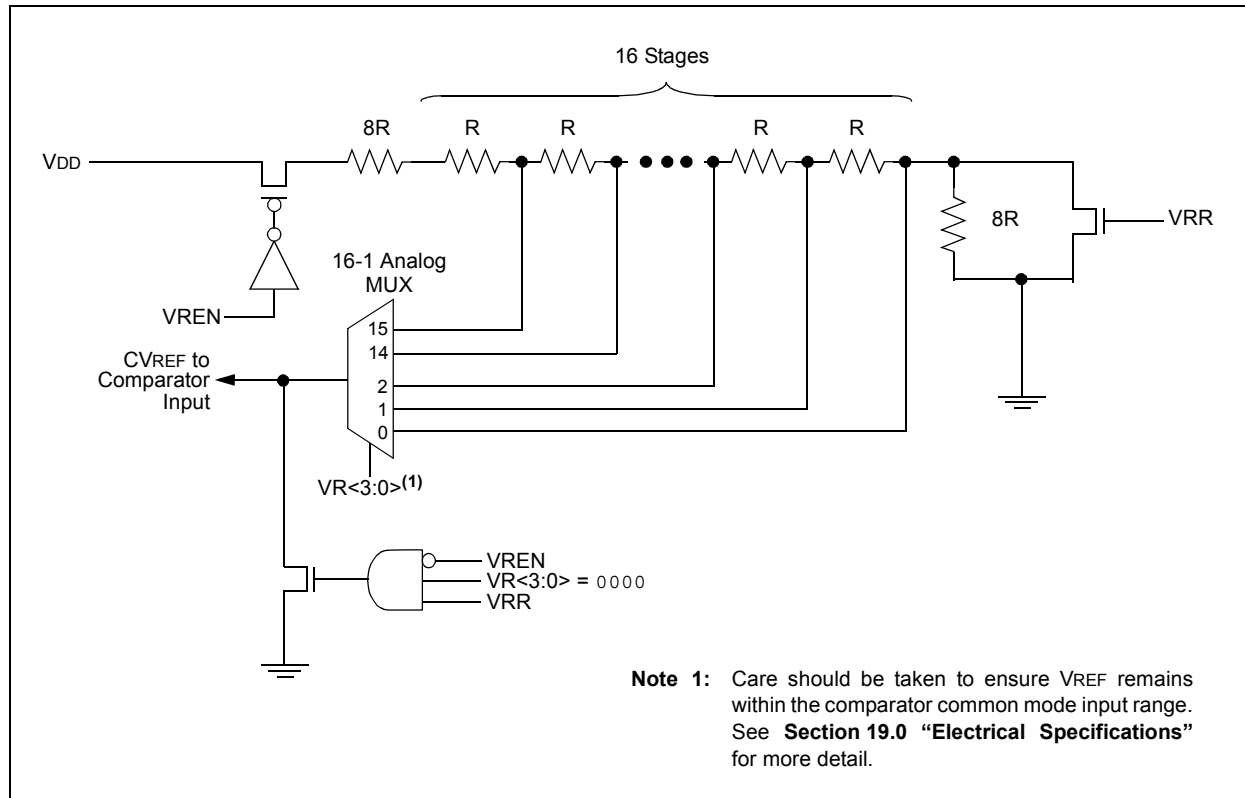 16 Stages
8R R R R R
VDD
8R
VRR
16-1 Analog
MUX
VREN
15
14
CVREF to
Comparator
Input
2
1
0
VR<3:0>(1)
VREN
VR<3:0> = 0000
VRR
Note 1: Care should be taken to ensure VREF remains
within the comparator common mode input range.
See Section 19.0 “Electrical Specifications”
for more detail.